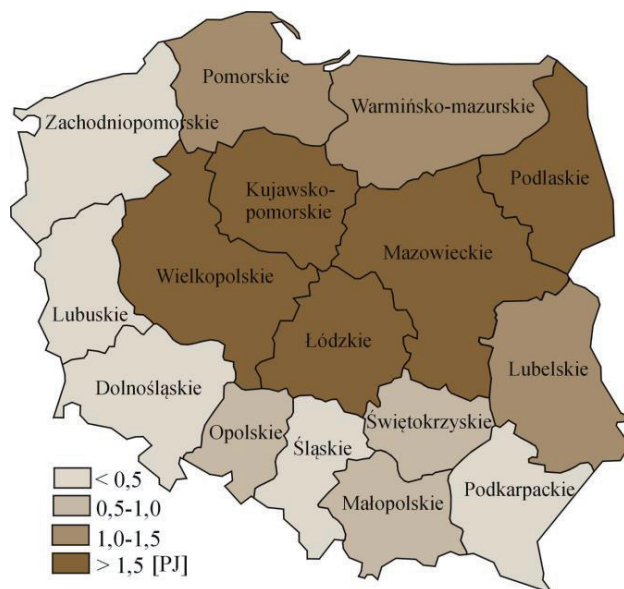 Pomorskie
Warmińsko-mazurskie
Zachodniopomorskie
Podlaskie
Kujawsko-
pomorskie
Mazowieckie
Wielkopolskie
Lubuskie
Łódzkie
Lubelskie
Dolnośląskie
Opolskie
Świętokrzyskie
Śląskie
Podkarpackie
Małopolskie
< 0,5
0,5-1,0
1,0-1,5
> 1,5 [PJ]